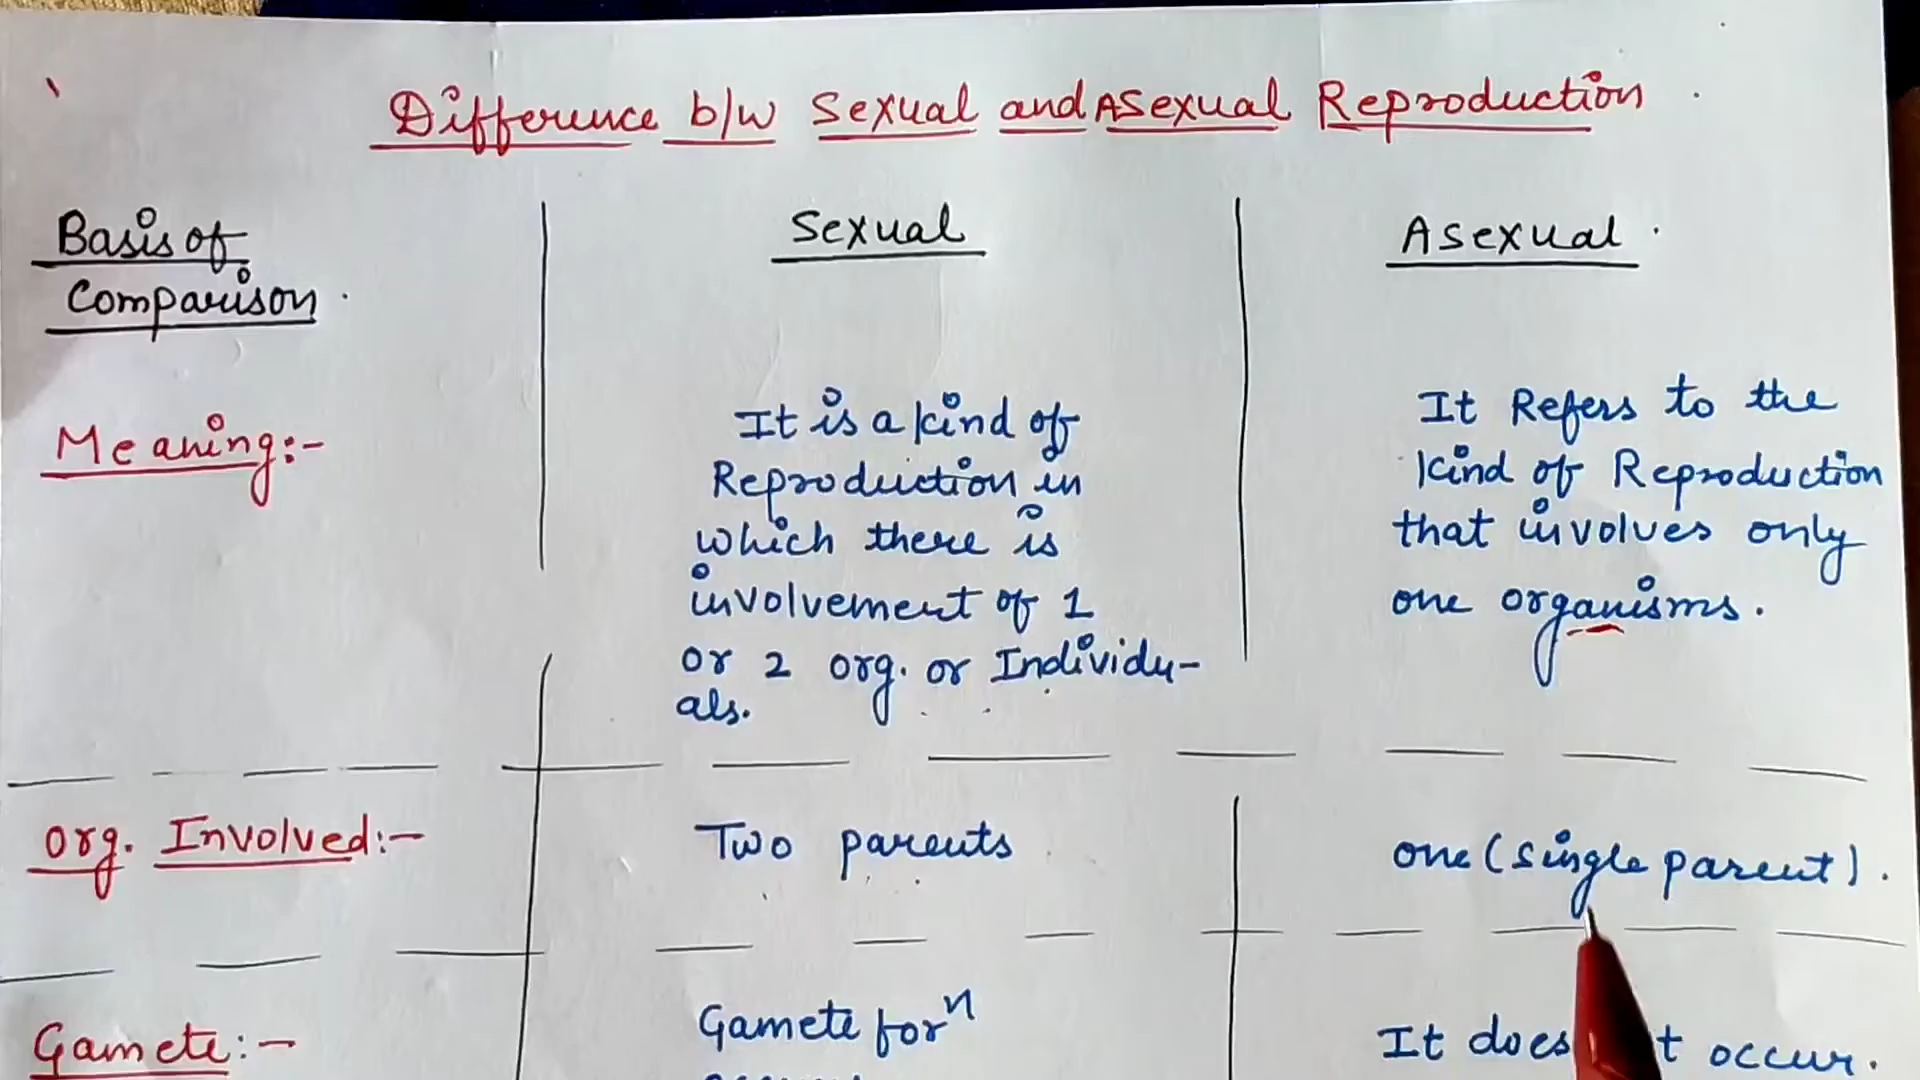 Difference b/w Sexual and Asexual Reproduction
Basis of
Comparison
Sexual
Asexual
Meaning:-
It is a kind of
Reproduction in
which there is
involvement of 1
or 2 org. or Individu-
als.
It Refers to the
kind of Reproduction
that involves only
one organisms.
Org. Involved:-
Two parents
one (single parent).
Gamete:-
Gamete forⁿ
It does occur.